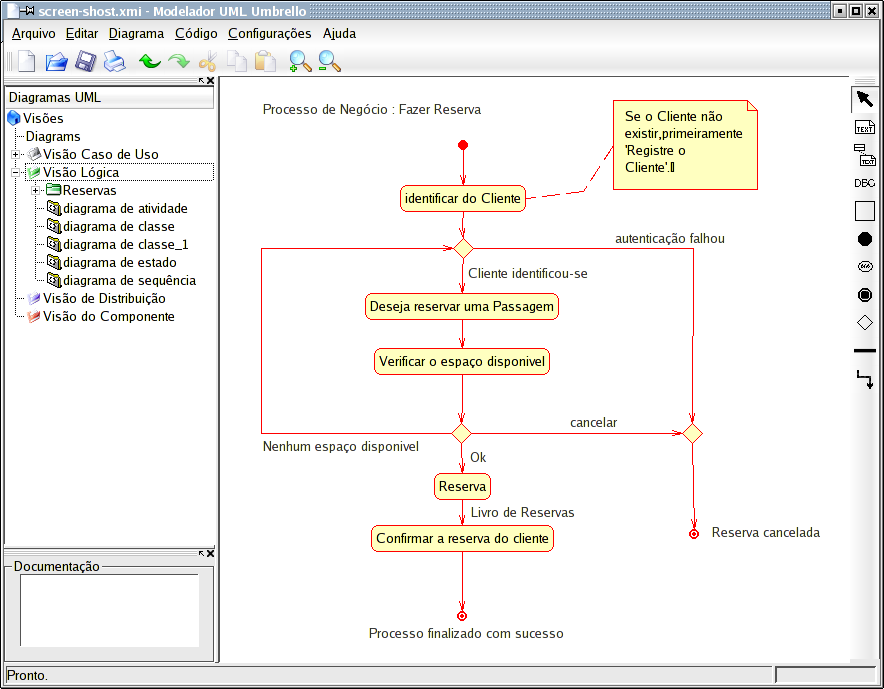 screen-shost.xmi - Modelador UML Umbrello
Arquivo Editar Diagrama Código Configurações Ajuda
Diagramas UML
Visões
Diagrams
Visão Caso de Uso
Visão Lógica
Reservas
diagrama de atividade
diagrama de classe
diagrama de classe_1
diagrama de estado
diagrama de sequência
Visão de Distribuição
Visão do Componente
Documentação
Processo de Negócio : Fazer Reserva
Se o Cliente não
existir,primeiramente
'Registre o
Cliente'.
identificar do Cliente
autenticação falhou
Cliente identificou-se
Deseja reservar uma Passagem
Verificar o espaço disponivel
cancelar
Nenhum espaço disponivel
Ok
Reserva
Livro de Reservas
Confirmar a reserva do cliente
Reserva cancelada
Processo finalizado com sucesso
TEXT
TEXT
DBC
Pronto.